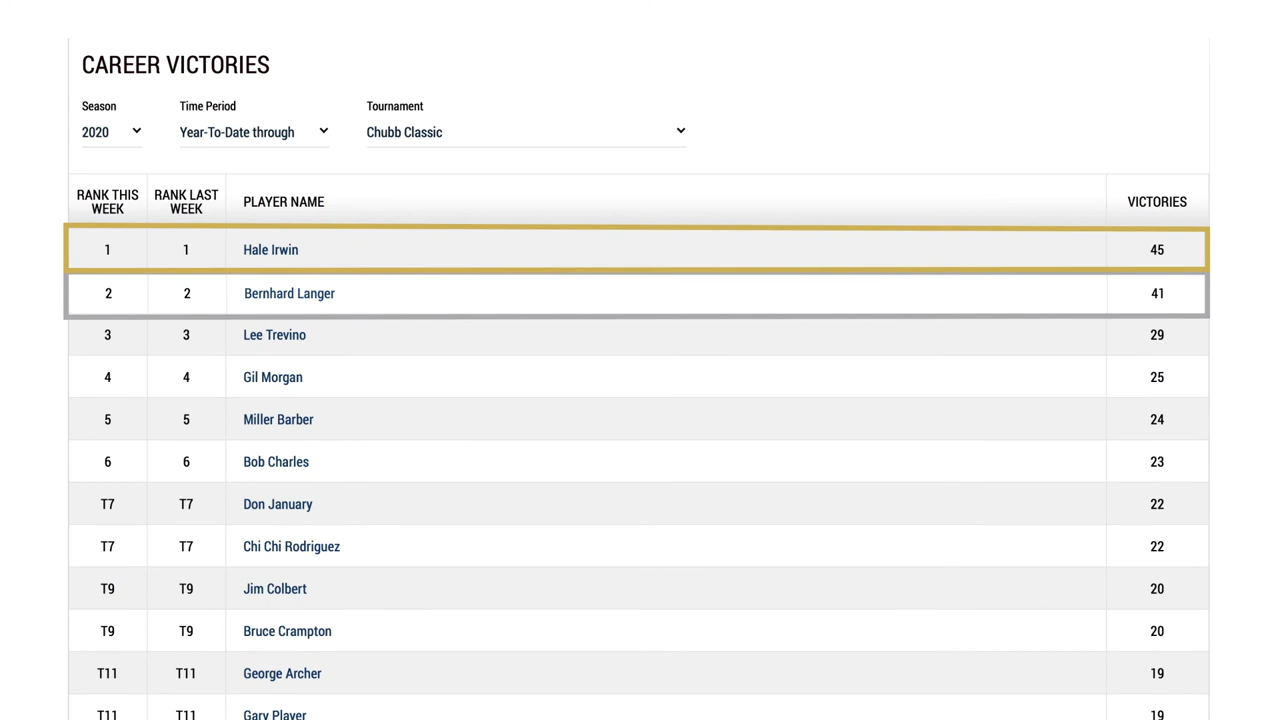 CAREER VICTORIES
Season Time Period Tournament
2020 Year-To-Date through Chubb Classic
RANK THIS WEEK RANK LAST WEEK PLAYER NAME VICTORIES
1 1 Hale Irwin 45
2 2 Bernhard Langer 41
3 3 Lee Trevino 29
4 4 Gil Morgan 25
5 5 Miller Barber 24
6 6 Bob Charles 23
T7 T7 Don January 22
T7 T7 Chi Chi Rodriguez 22
T9 T9 Jim Colbert 20
T9 T9 Bruce Crampton 20
T11 T11 George Archer 19
T11 T11 Gary Player 19